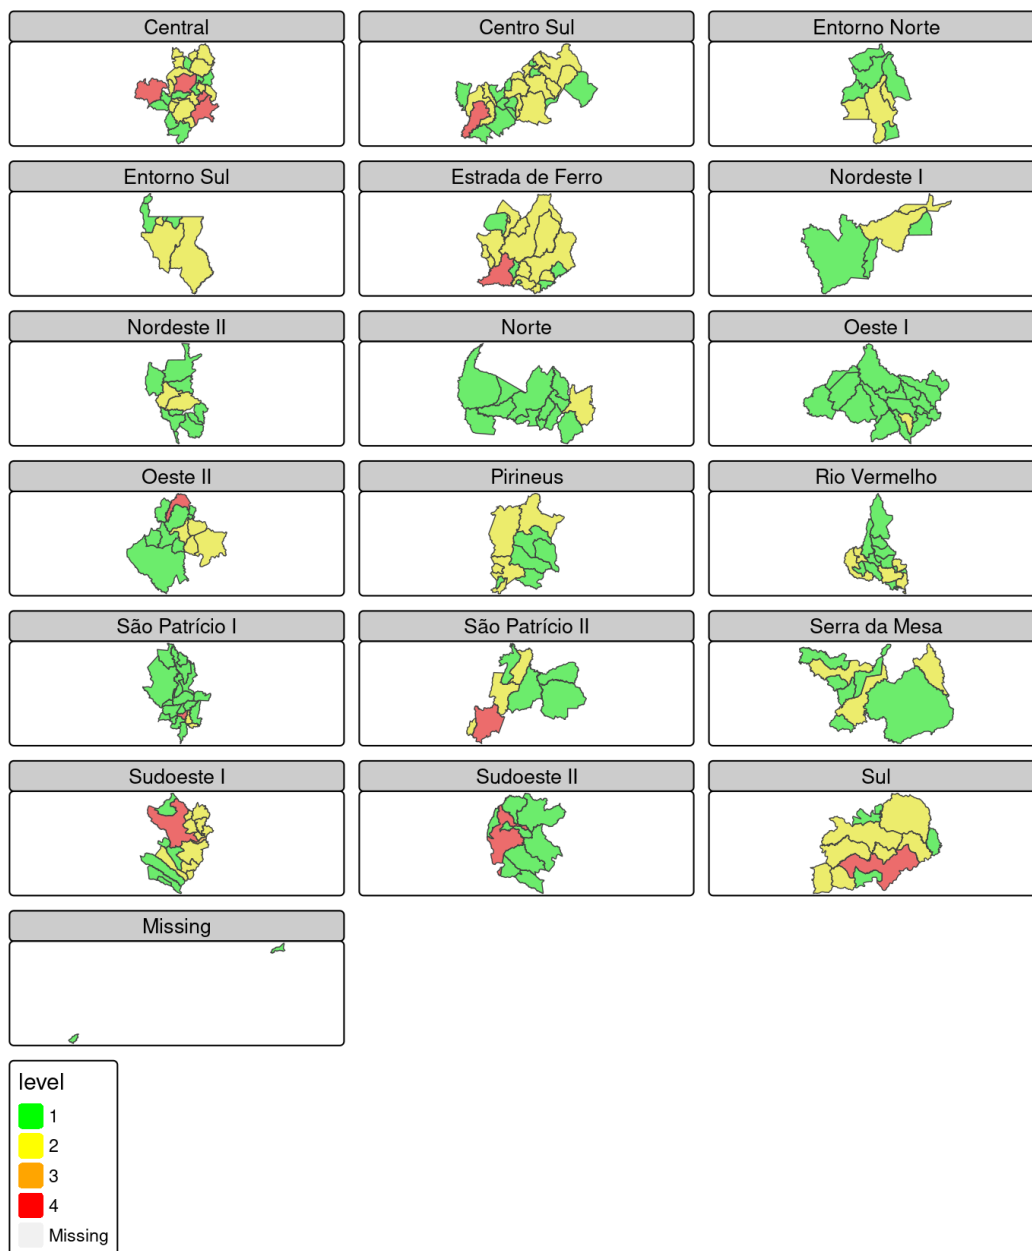 Central
Centro Sul
Entorno Norte
Entorno Sul
Estrada de Ferro
Nordeste I
Nordeste II
Norte
Oeste I
Oeste II
Pirineus
Rio Vermelho
São Patrício I
São Patrício II
Serra da Mesa
Sudoeste I
Sudoeste II
Sul
Missing
level
1
2
3
4
Missing